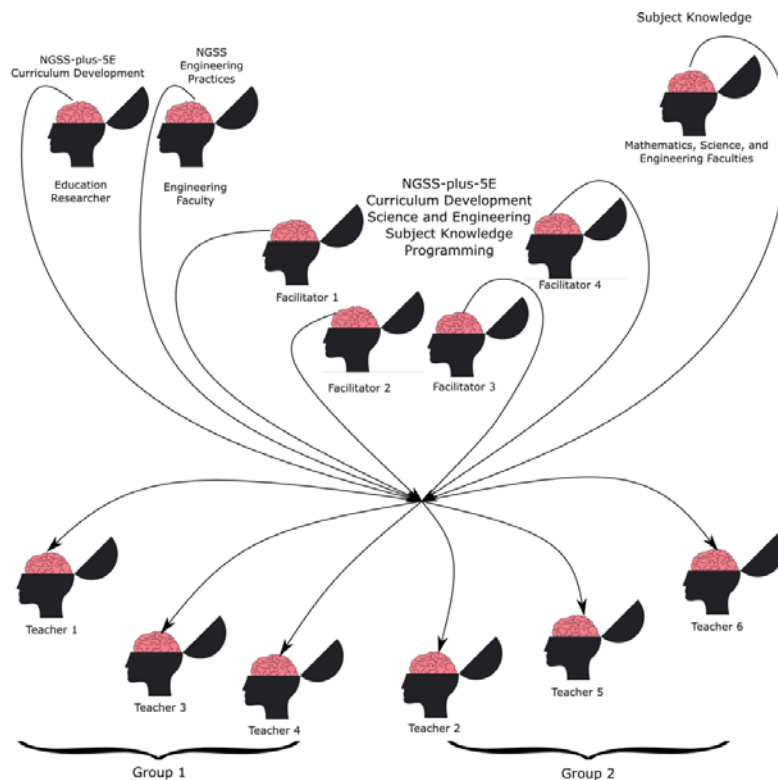 Subject Knowledge
NGSS-plus-5E
Curriculum Development
NGSS
Engineering
Practices
Education
Researcher
Engineering
Faculty
Mathematics, Science, and
Engineering Faculties
NGSS-plus-5E
Curriculum Development
Science and Engineering
Subject Knowledge
Programming
Facilitator 1
Facilitator 4
Facilitator 2
Facilitator 3
Teacher 1
Teacher 3
Teacher 4
Teacher 2
Teacher 5
Teacher 6
Group 1
Group 2